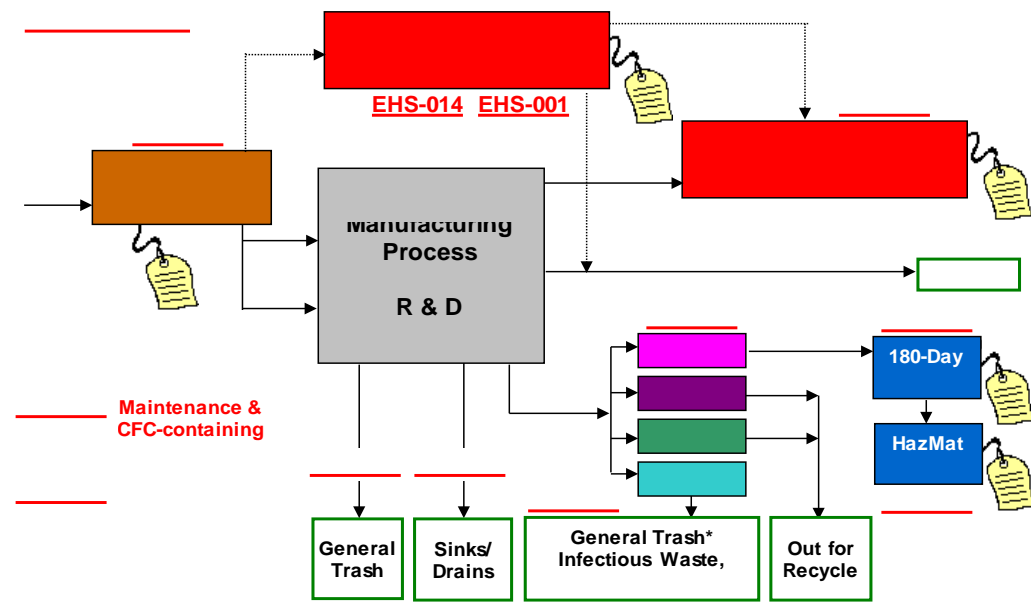 EHS-014 EHS-001
Manufacturing
Process
R & D
180-Day
HazMat
Maintenance &
CFC-containing
General
Trash
Sinks/
Drains
General Trash*
Infectious Waste,
Out for
Recycle